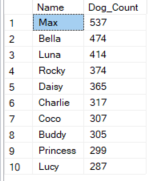 Name Dog_Count
1 Max 537
2 Bella 474
3 Luna 414
4 Rocky 374
5 Daisy 365
6 Charlie 317
7 Coco 307
8 Buddy 305
9 Princess 299
10 Lucy 287